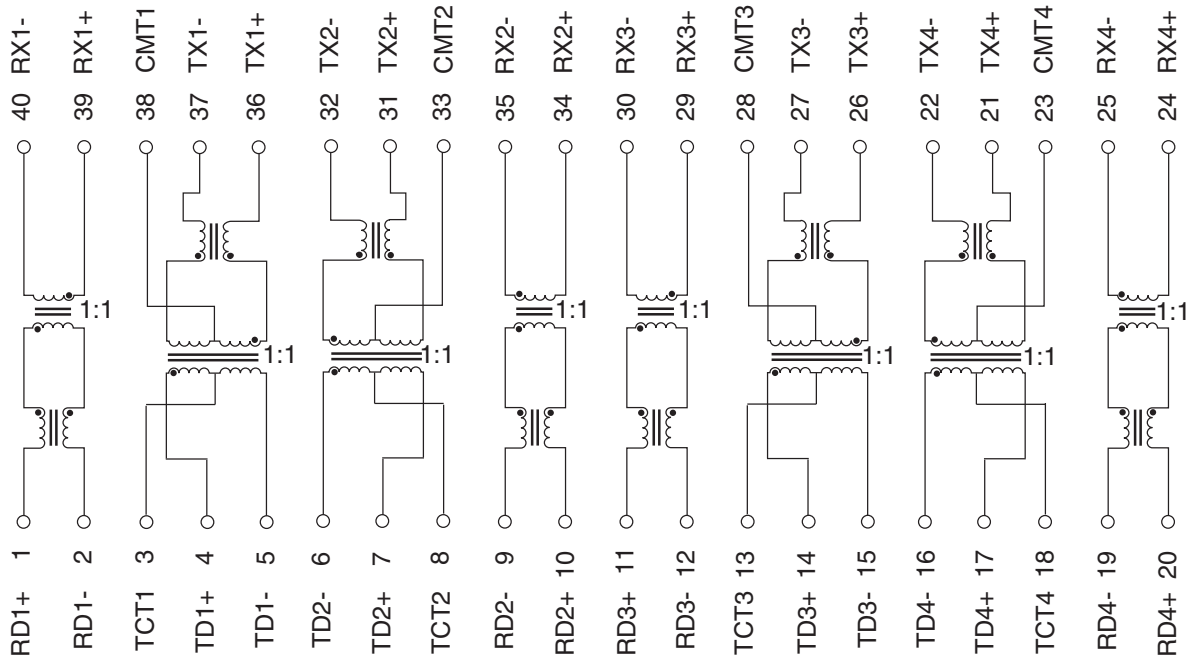 RX1- RX1+ CMT1 TX1- TX1+ TX2- TX2+ CMT2 RX2- RX2+ RX3- RX3+ CMT3 TX3- TX3+ TX4- TX4+ CMT4 RX4- RX4+
40 39 38 37 36 32 31 33 35 34 30 29 28 27 26 22 21 23 25 24
1:1 1:1 1:1 1:1 1:1 1:1 1:1 1:1
1 2 3 4 5 6 7 8 9 10 11 12 13 14 15 16 17 18 19 20
RD1+ RD1- TCT1 TD1+ TD1- TD2- TD2+ TCT2 RD2- RD2+ RD3+ RD3- TCT3 TD3+ TD3- TD4- TD4+ TCT4 RD4- RD4+